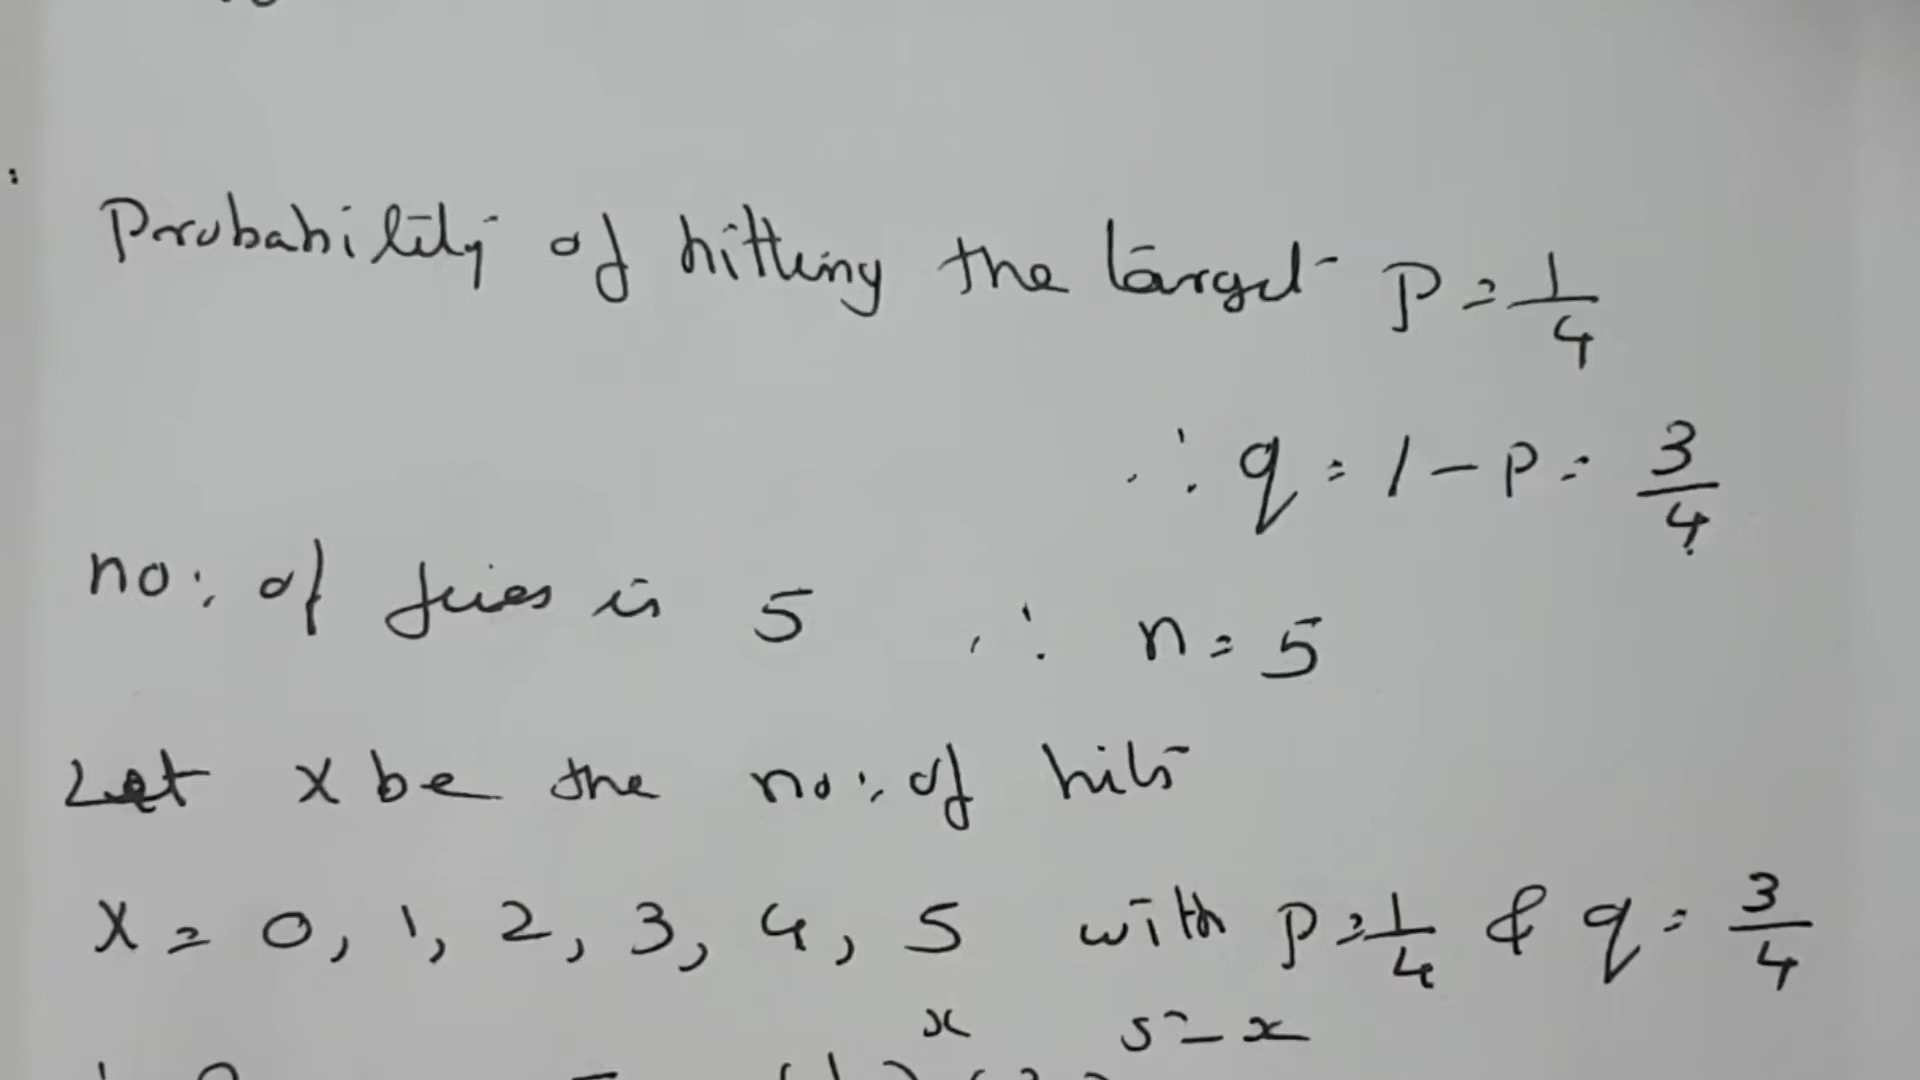 Probability of hitting the target P = 1/4
∴ q = 1 - P = 3/4
no: of fires is 5 ∴ n = 5
Let X be the no: of hits
X = 0, 1, 2, 3, 4, 5 with P = 1/4 & q = 3/4
x 5-x